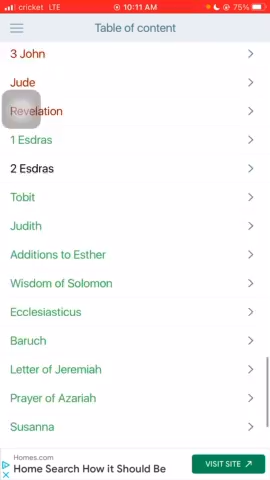 cricket LTE 10:11 AM 75%
Table of content
3 John
Jude
Revelation
1 Esdras
2 Esdras
Tobit
Judith
Additions to Esther
Wisdom of Solomon
Ecclesiasticus
Baruch
Letter of Jeremiah
Prayer of Azariah
Susanna
Homes.com
Home Search How it Should Be
VISIT SITE